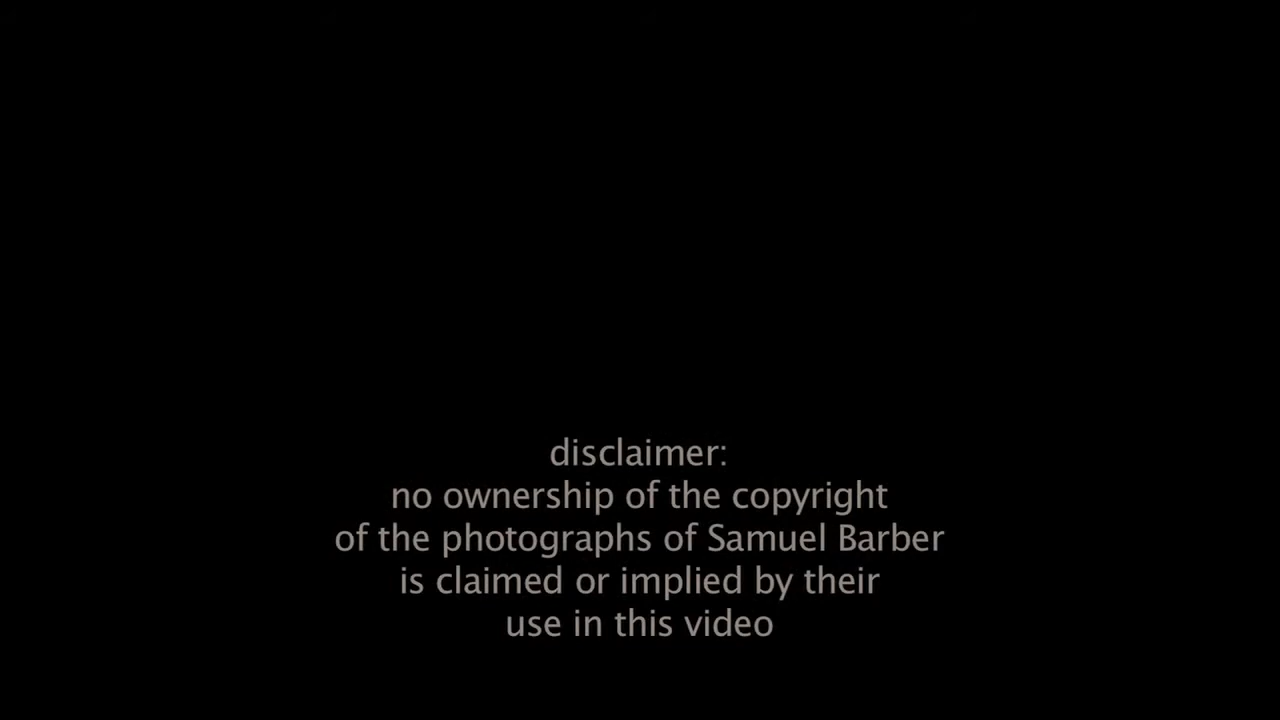 disclaimer:
no ownership of the copyright
of the photographs of Samuel Barber
is claimed or implied by their
use in this video